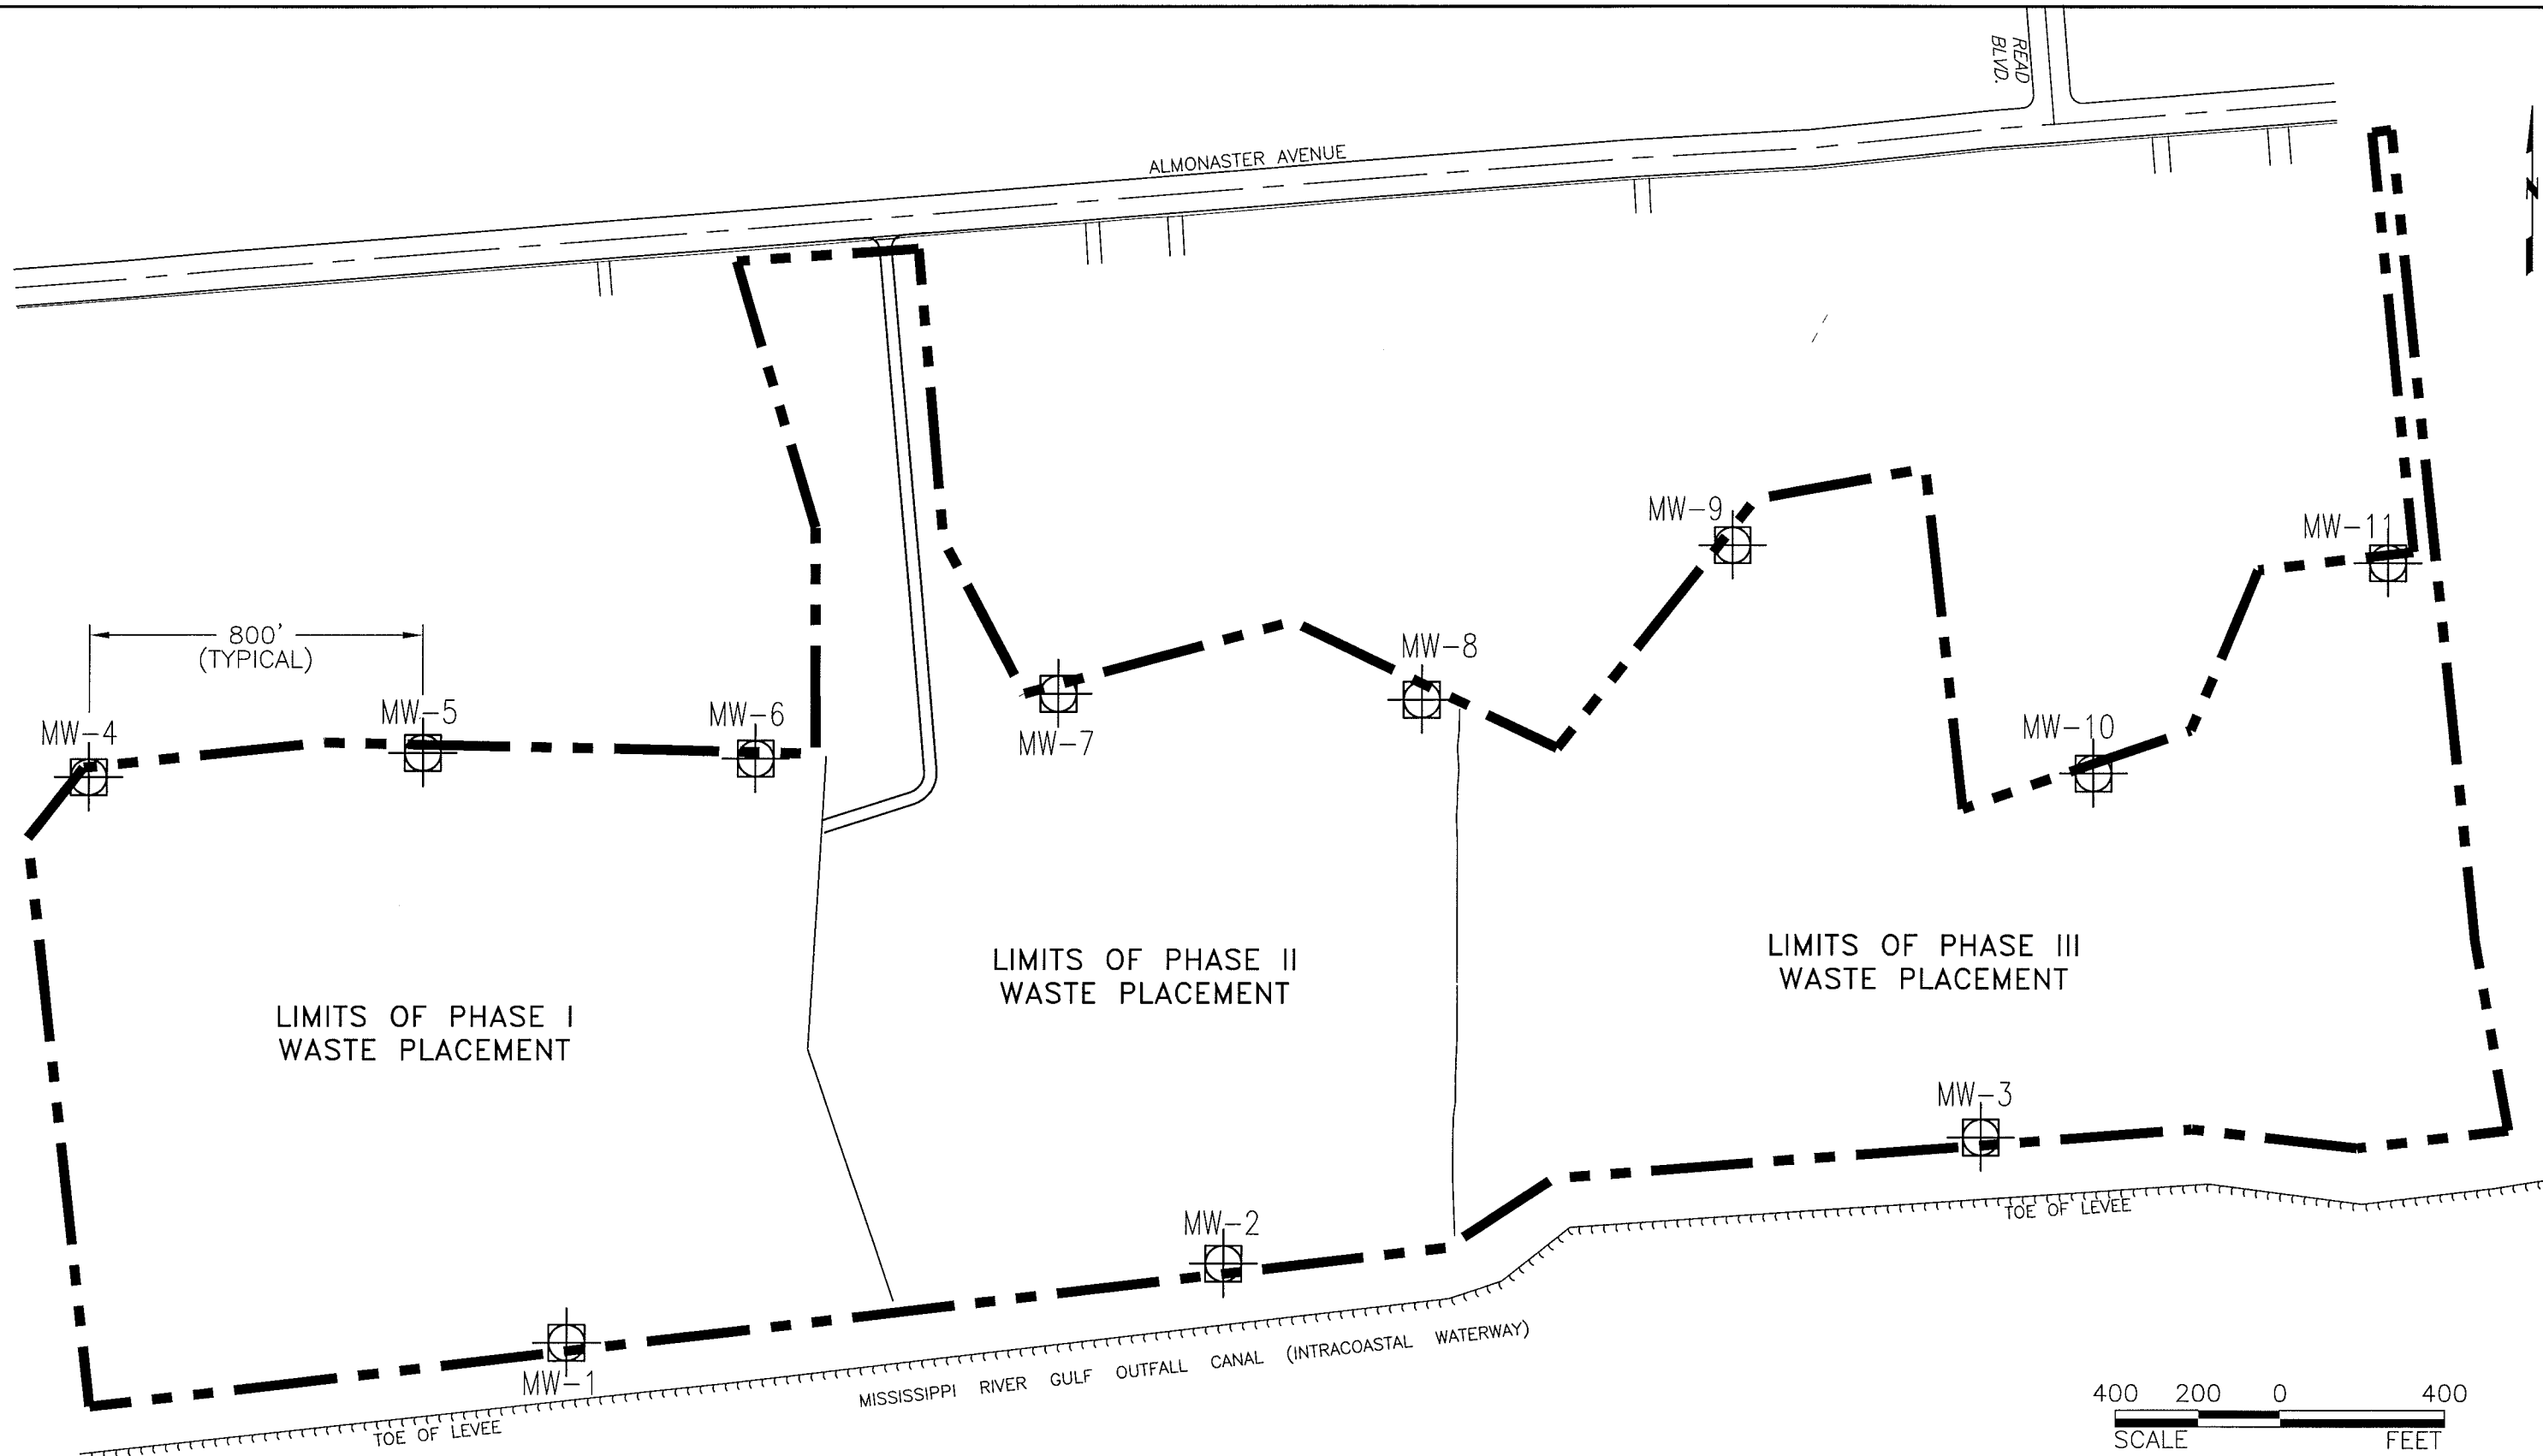 READ
BLVD.
ALMONASTER AVENUE
N
MW-9
MW-11
800'
(TYPICAL)
MW-8
MW-4
MW-5
MW-6
MW-7
MW-10
LIMITS OF PHASE I
WASTE PLACEMENT
LIMITS OF PHASE II
WASTE PLACEMENT
LIMITS OF PHASE III
WASTE PLACEMENT
MW-3
MW-2
MW-1
TOE OF LEVEE
MISSISSIPPI RIVER GULF OUTFALL CANAL (INTRACOASTAL WATERWAY)
TOE OF LEVEE
400 200 0 400
SCALE FEET